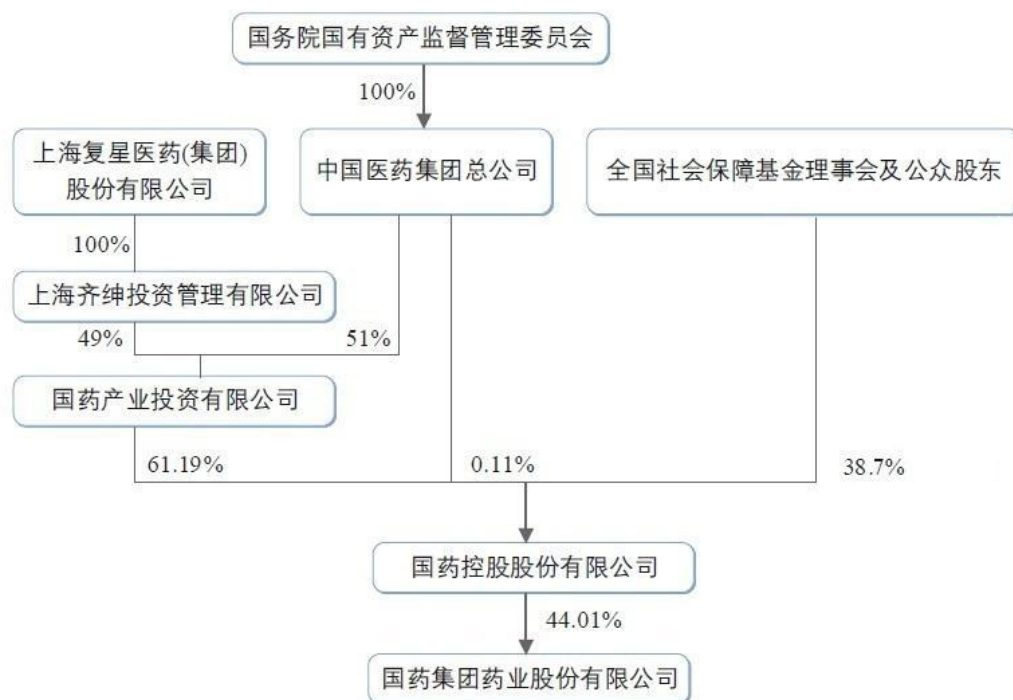 国务院国有资产监督管理委员会
100%
上海复星医药(集团)
股份有限公司
中国医药集团总公司
全国社会保障基金理事会及公众股东
100%
上海齐绅投资管理有限公司
49%
51%
国药产业投资有限公司
61.19%
0.11%
38.7%
国药控股股份有限公司
44.01%
国药集团药业股份有限公司